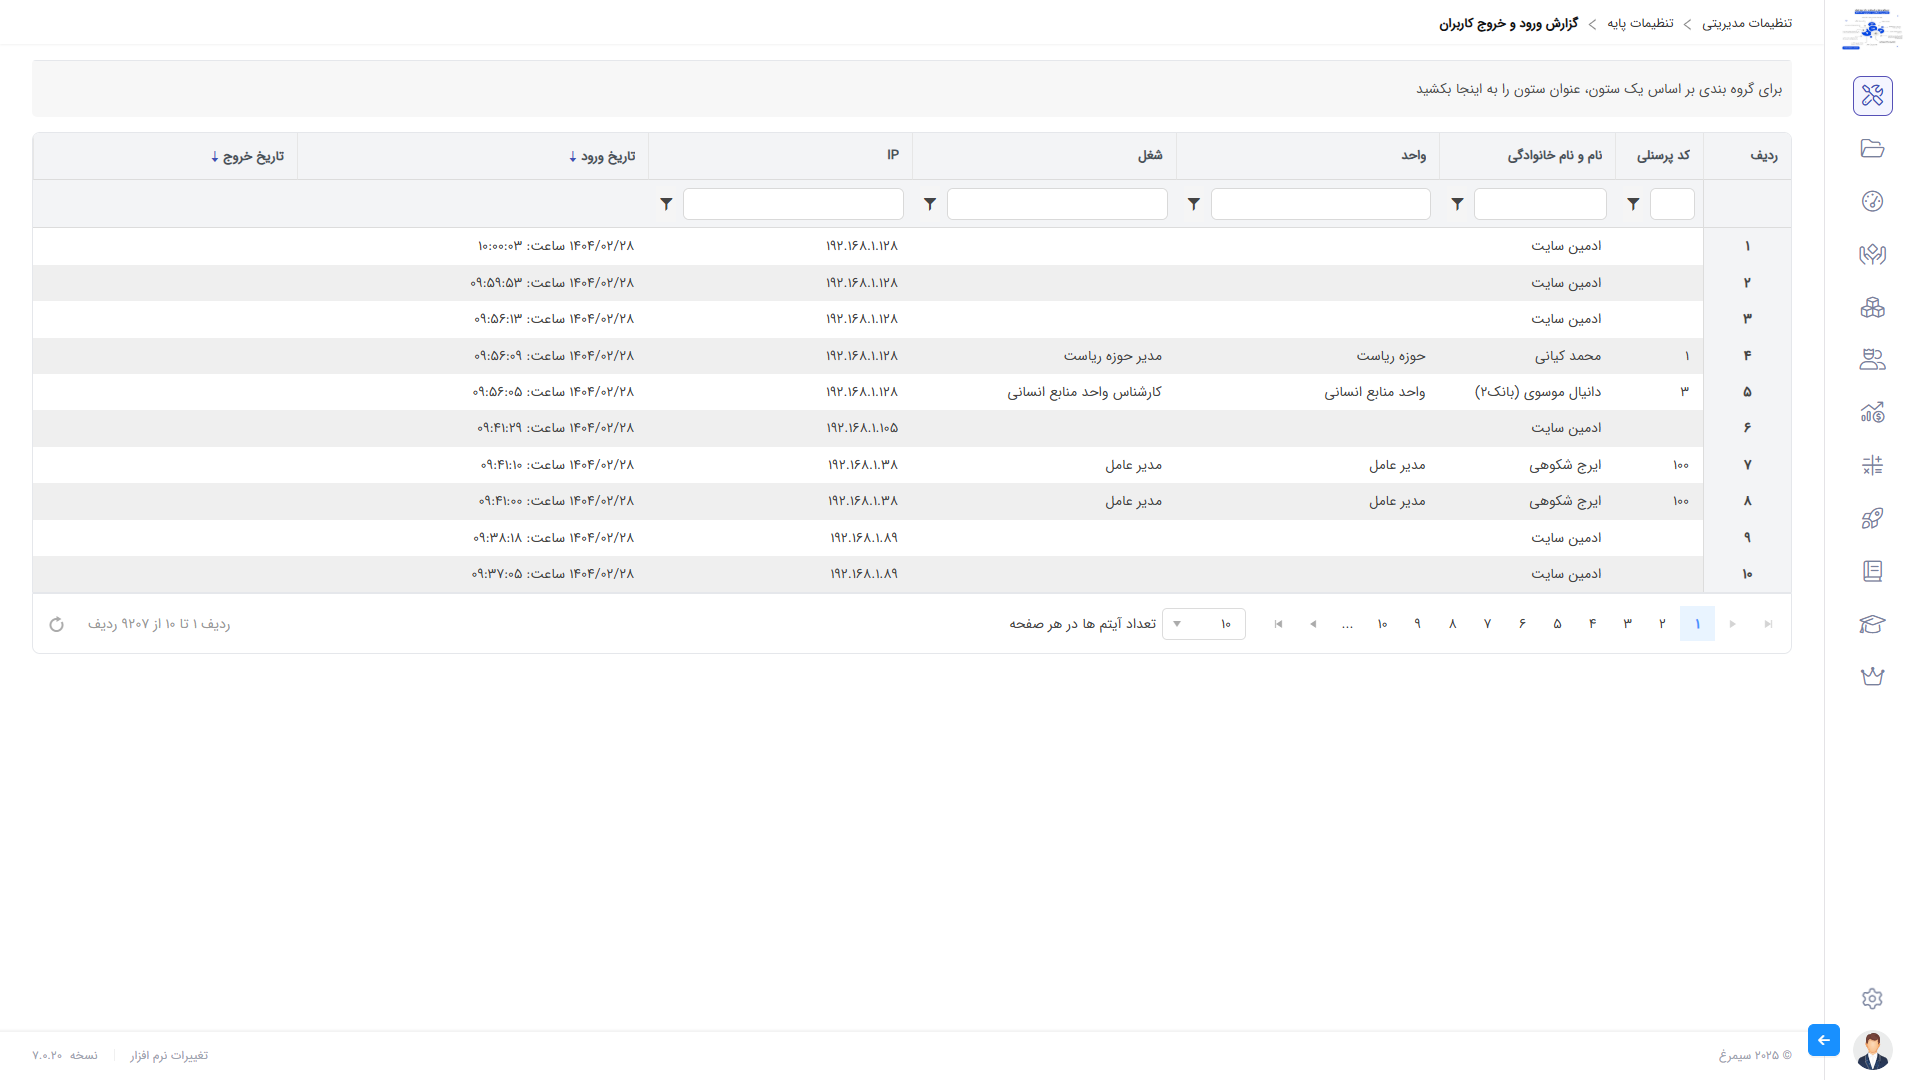 تنظیمات مدیریتی > تنظیمات پایه > گزارش ورود و خروج کاربران
برای گروه بندی بر اساس یک ستون، عنوان ستون را به اینجا بکشید
ردیف کد پرسنلی نام و نام خانوادگی واحد شغل IP تاریخ ورود ↓ تاریخ خروج ↓
۱ ادمین سایت ۱۹۲.۱۶۸.۱.۱۲۸ ۱۴۰۴/۰۲/۲۸ ساعت: ۱۰:۰۰:۰۳
۲ ادمین سایت ۱۹۲.۱۶۸.۱.۱۲۸ ۱۴۰۴/۰۲/۲۸ ساعت: ۰۹:۵۹:۵۳
۳ ادمین سایت ۱۹۲.۱۶۸.۱.۱۲۸ ۱۴۰۴/۰۲/۲۸ ساعت: ۰۹:۵۶:۱۳
۴ ۱ محمد کیانی حوزه ریاست مدیر حوزه ریاست ۱۹۲.۱۶۸.۱.۱۲۸ ۱۴۰۴/۰۲/۲۸ ساعت: ۰۹:۵۶:۰۹
۵ ۳ دانیال موسوی (بانک۲) واحد منابع انسانی کارشناس واحد منابع انسانی ۱۹۲.۱۶۸.۱.۱۲۸ ۱۴۰۴/۰۲/۲۸ ساعت: ۰۹:۵۶:۰۵
۶ ادمین سایت ۱۹۲.۱۶۸.۱.۱۰۵ ۱۴۰۴/۰۲/۲۸ ساعت: ۰۹:۴۱:۲۹
۷ ۱۰۰ ایرج شکوهی مدیر عامل مدیر عامل ۱۹۲.۱۶۸.۱.۳۸ ۱۴۰۴/۰۲/۲۸ ساعت: ۰۹:۴۱:۱۰
۸ ۱۰۰ ایرج شکوهی مدیر عامل مدیر عامل ۱۹۲.۱۶۸.۱.۳۸ ۱۴۰۴/۰۲/۲۸ ساعت: ۰۹:۴۱:۰۰
۹ ادمین سایت ۱۹۲.۱۶۸.۱.۸۹ ۱۴۰۴/۰۲/۲۸ ساعت: ۰۹:۳۸:۱۸
۱۰ ادمین سایت ۱۹۲.۱۶۸.۱.۸۹ ۱۴۰۴/۰۲/۲۸ ساعت: ۰۹:۳۷:۰۵
۱ ۲ ۳ ۴ ۵ ۶ ۷ ۸ ۹ ۱۰ ... ۱۰ تعداد آیتم ها در هر صفحه ردیف ۱ تا ۱۰ از ۹۲۰۷ ردیف
© ۲۰۲۵ سیمرغ تغییرات نرم افزار نسخه ۷.۰.۲۰